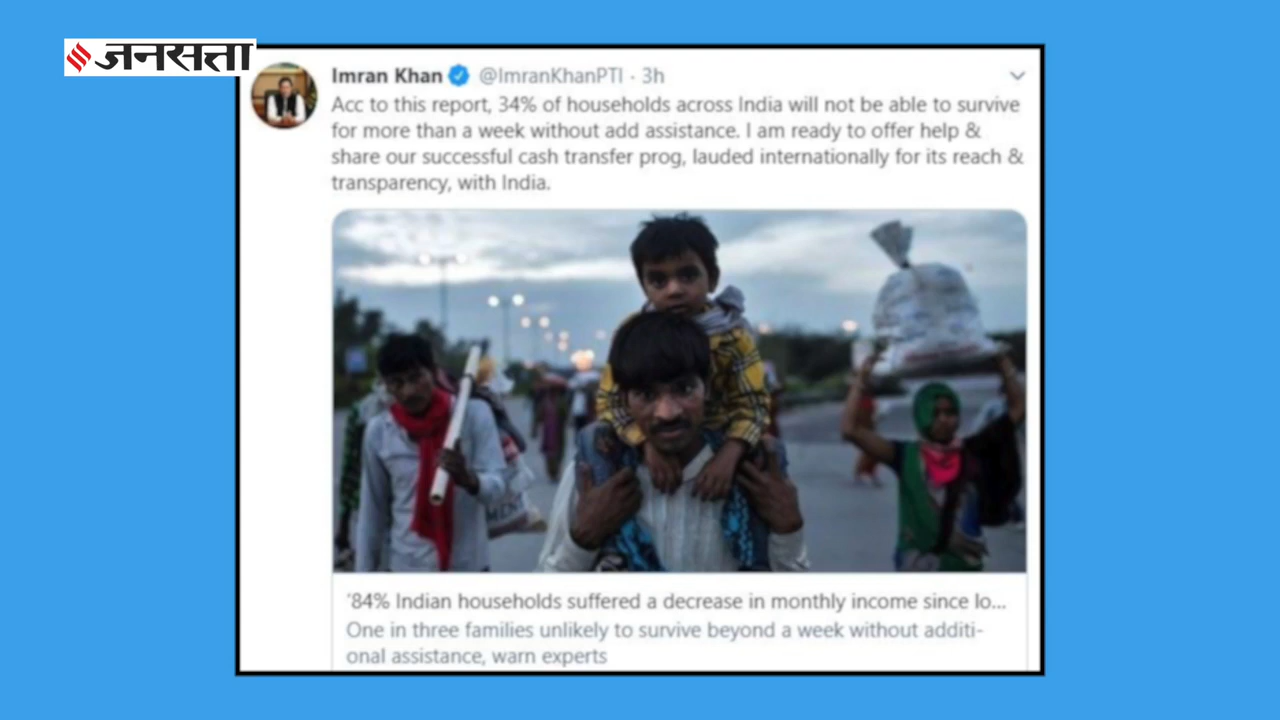 जनसत्ता
Imran Khan @ImranKhanPTI · 3h
Acc to this report, 34% of households across India will not be able to survive
for more than a week without add assistance. I am ready to offer help &
share our successful cash transfer prog, lauded internationally for its reach &
transparency, with India.
'84% Indian households suffered a decrease in monthly income since lo...
One in three families unlikely to survive beyond a week without additi-
onal assistance, warn experts